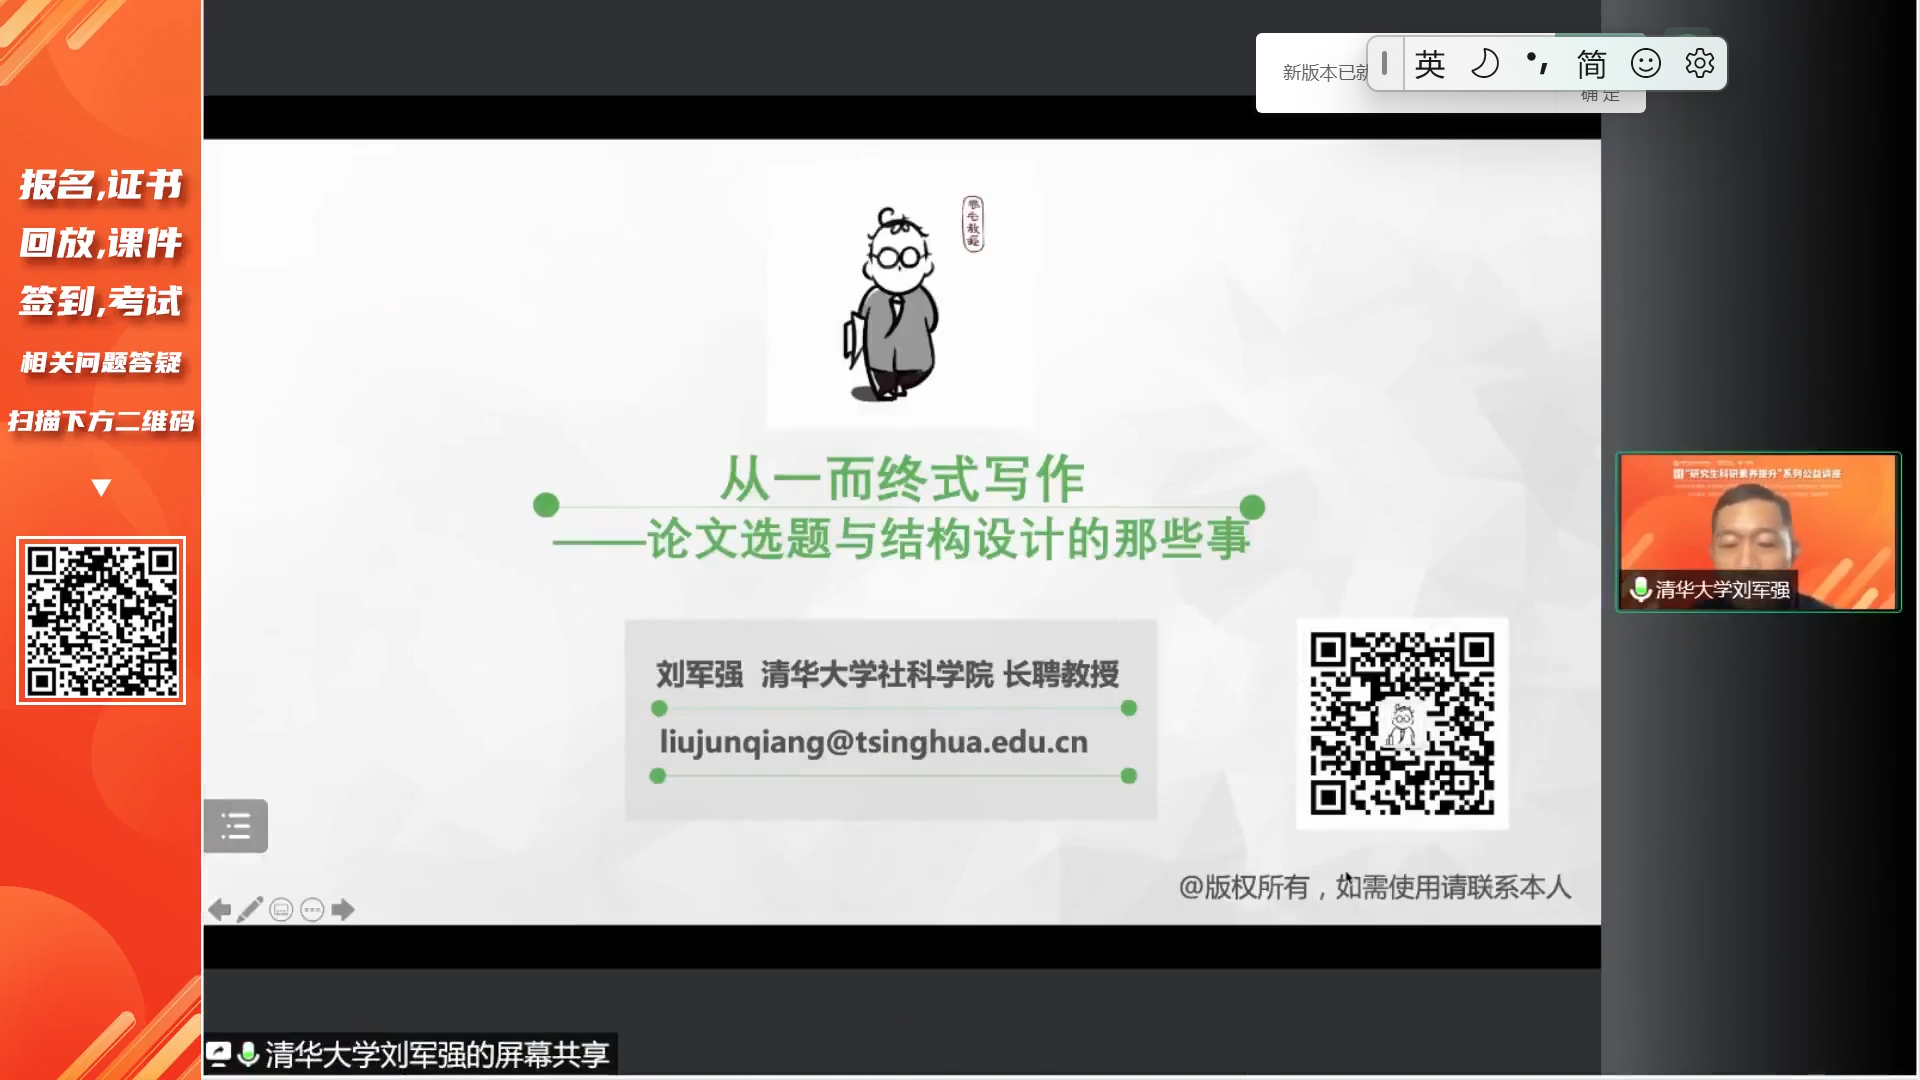 报名,证书
回放,课件
签到,考试
相关问题答疑
扫描下方二维码
新版本已就
英
简
确定
卷毛教授
从一而终式写作
——论文选题与结构设计的那些事
刘军强 清华大学社科学院 长聘教授
liujunqiang@tsinghua.edu.cn
@版权所有，如需使用请联系本人
“研究生科研素养提升”系列公益讲座
清华大学刘军强
清华大学刘军强的屏幕共享